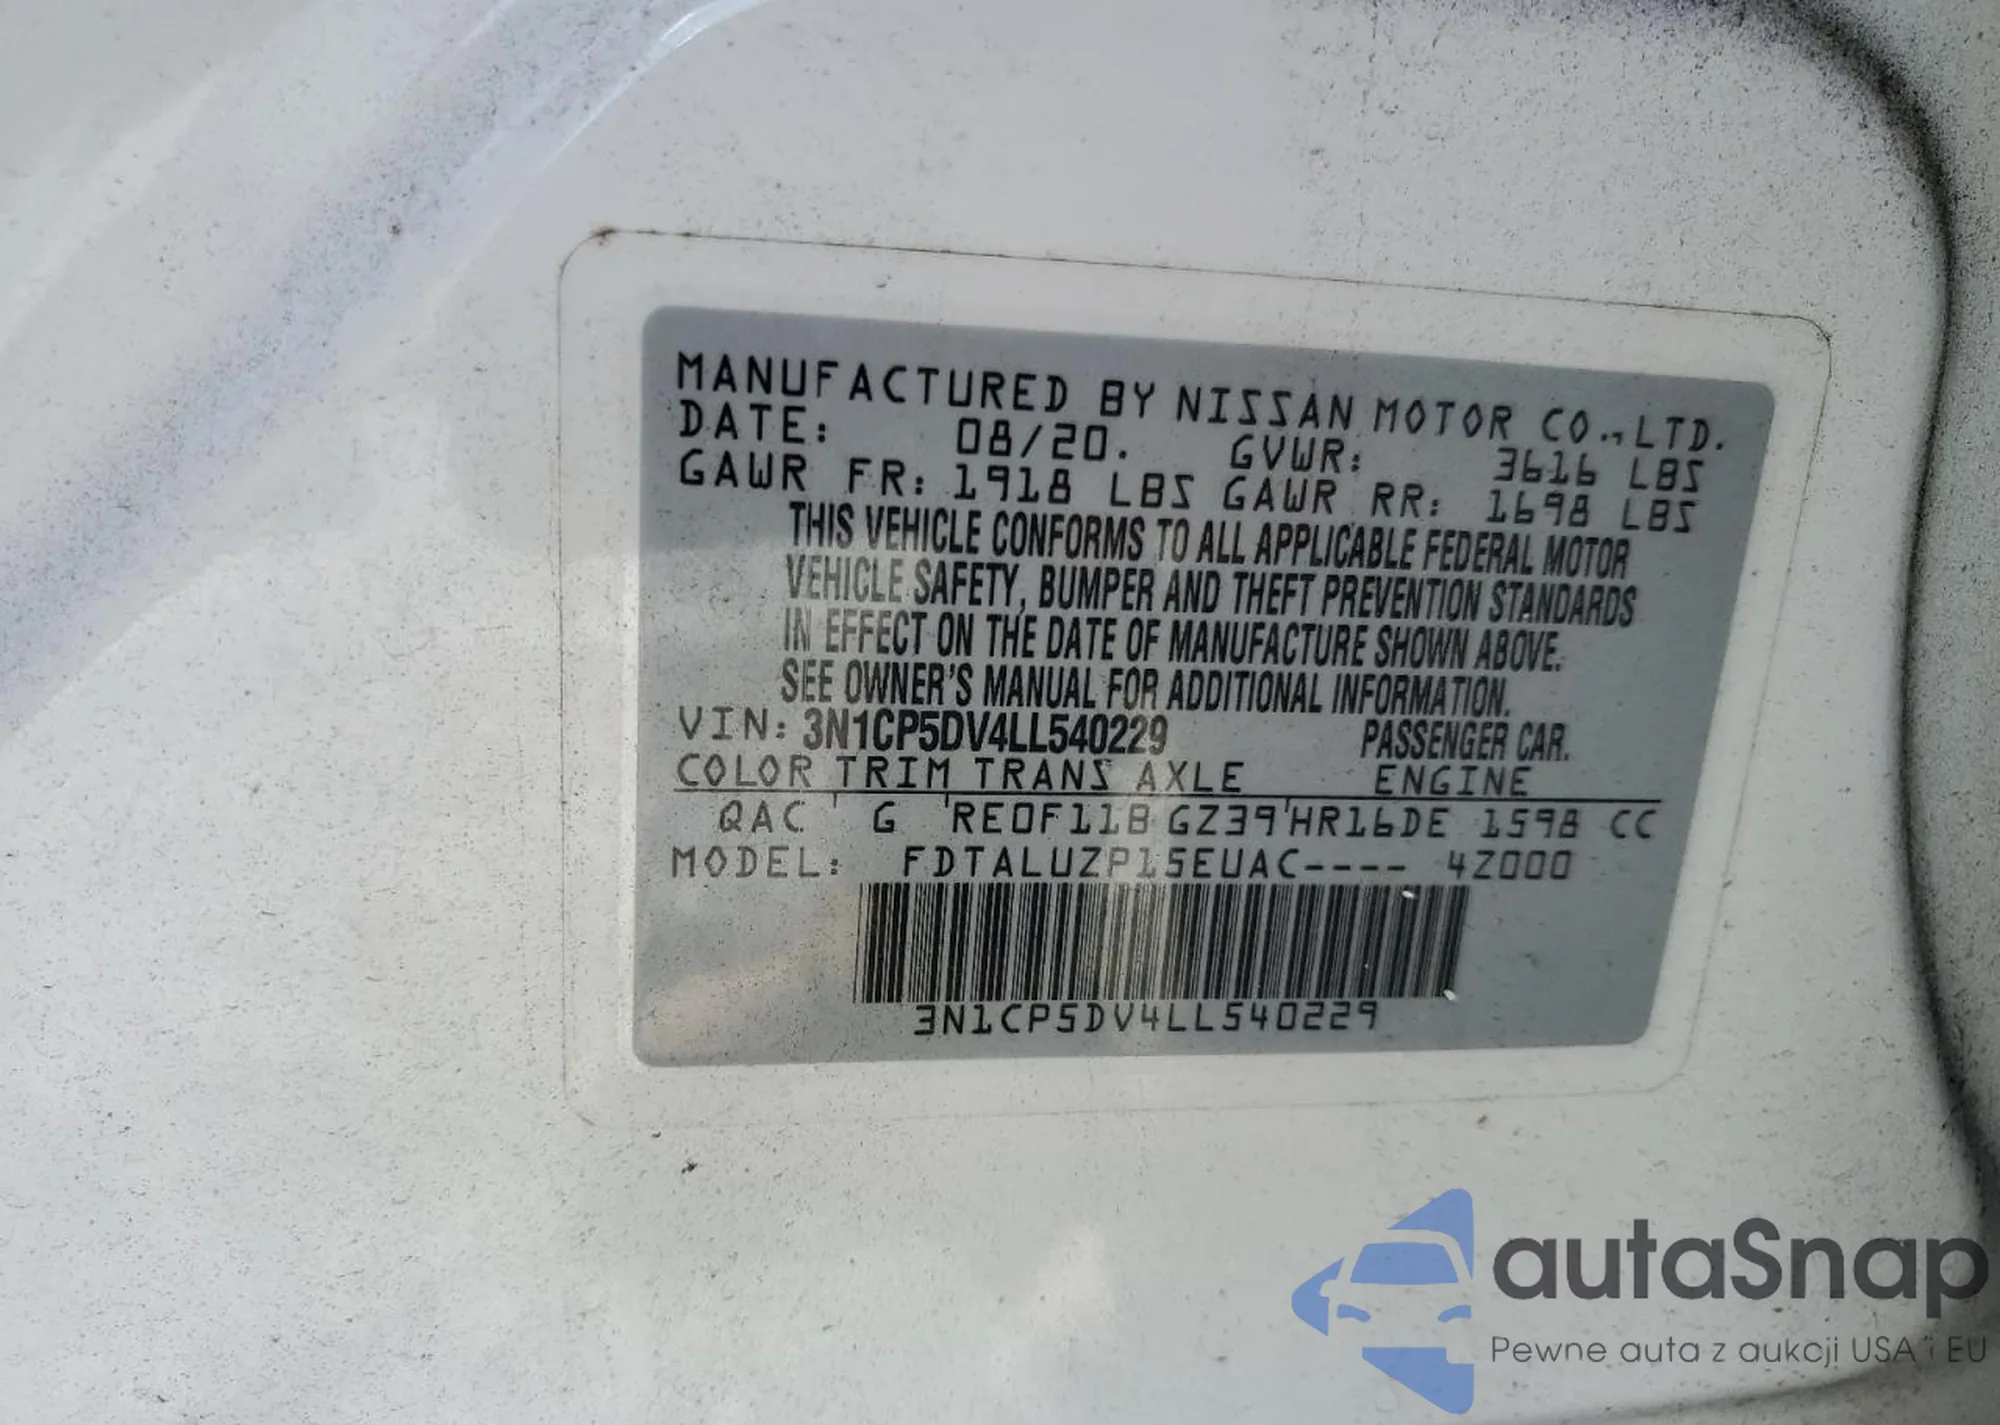 MANUFACTURED BY NISSAN MOTOR CO., LTD.
DATE: 08/20. GVWR: 3616 LBS
GAWR FR: 1918 LBS GAWR RR: 1698 LBS
THIS VEHICLE CONFORMS TO ALL APPLICABLE FEDERAL MOTOR
VEHICLE SAFETY, BUMPER AND THEFT PREVENTION STANDARDS
IN EFFECT ON THE DATE OF MANUFACTURE SHOWN ABOVE.
SEE OWNER'S MANUAL FOR ADDITIONAL INFORMATION.
VIN: 3N1CP5DV4LL540229 PASSENGER CAR.
COLOR TRIM TRANS AXLE ENGINE
QAC G RE0F11B GZ39 HR16DE 1598 CC
MODEL: FDTALUZP15EUAC---- 4Z000
3N1CP5DV4LL540229
autaSnap
Pewne auta z aukcji USA i EU